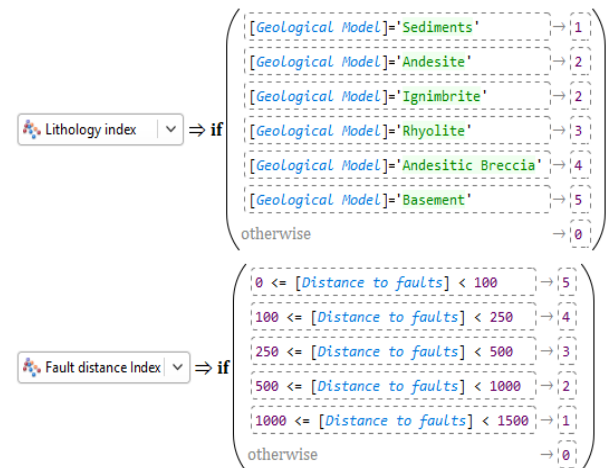 [Geological Model]='Sediments' → 1
[Geological Model]='Andesite' → 2
[Geological Model]='Ignimbrite' → 2
Lithology index ⇒ if [Geological Model]='Rhyolite' → 3
[Geological Model]='Andesitic Breccia' → 4
[Geological Model]='Basement' → 5
otherwise → 0
0 <= [Distance to faults] < 100 → 5
100 <= [Distance to faults] < 250 → 4
250 <= [Distance to faults] < 500 → 3
Fault distance Index ⇒ if
500 <= [Distance to faults] < 1000 → 2
1000 <= [Distance to faults] < 1500 → 1
otherwise → 0